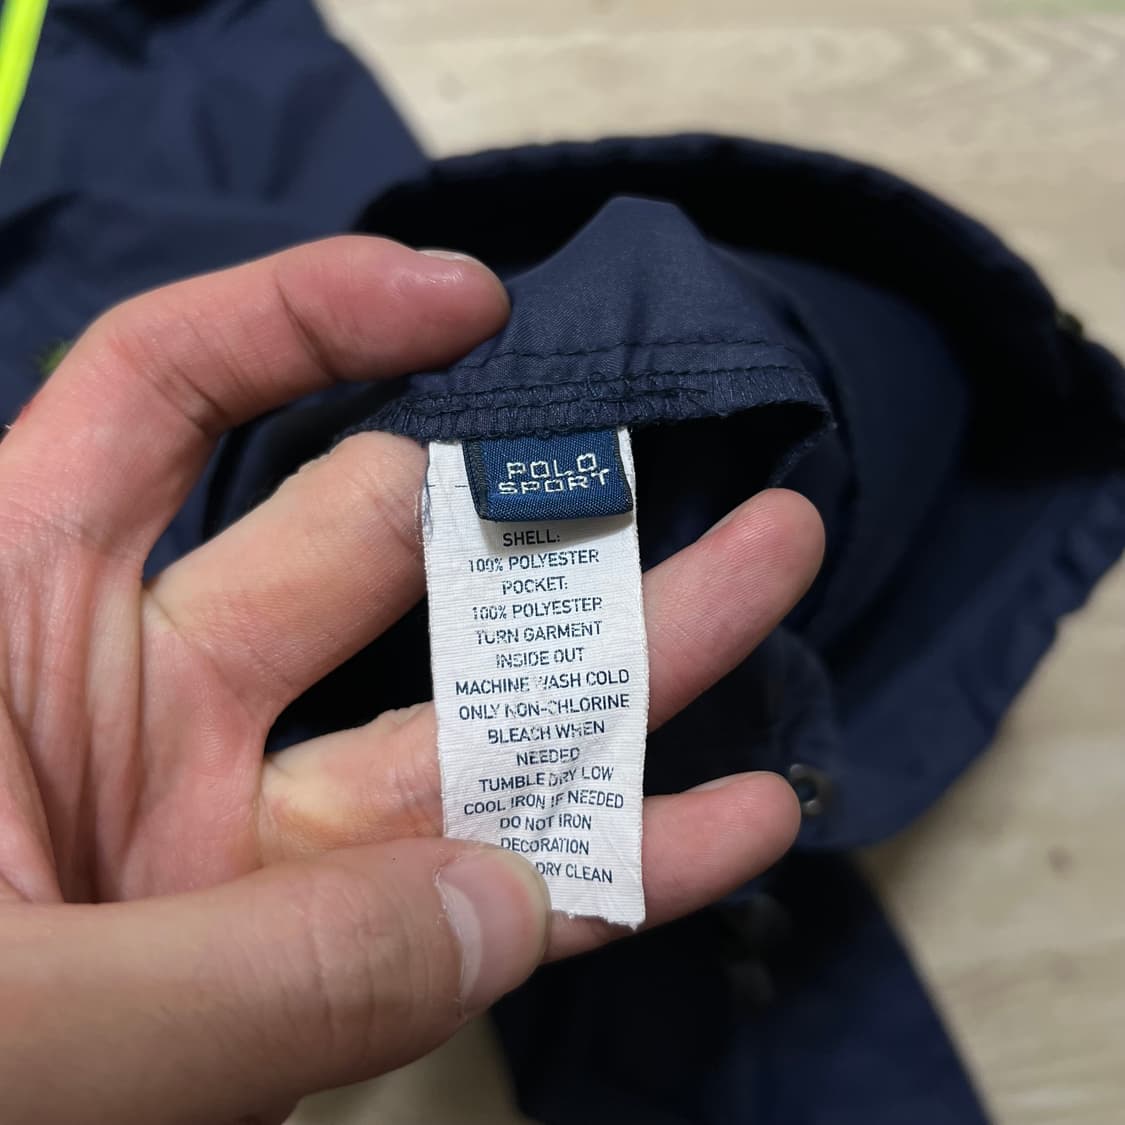 POLO
SPORT
SHELL:
100% POLYESTER
POCKET:
100% POLYESTER
TURN GARMENT
INSIDE OUT
MACHINE WASH COLD
ONLY NON-CHLORINE
BLEACH WHEN
NEEDED
TUMBLE DRY LOW
COOL IRON IF NEEDED
DO NOT IRON
DECORATION
DRY CLEAN